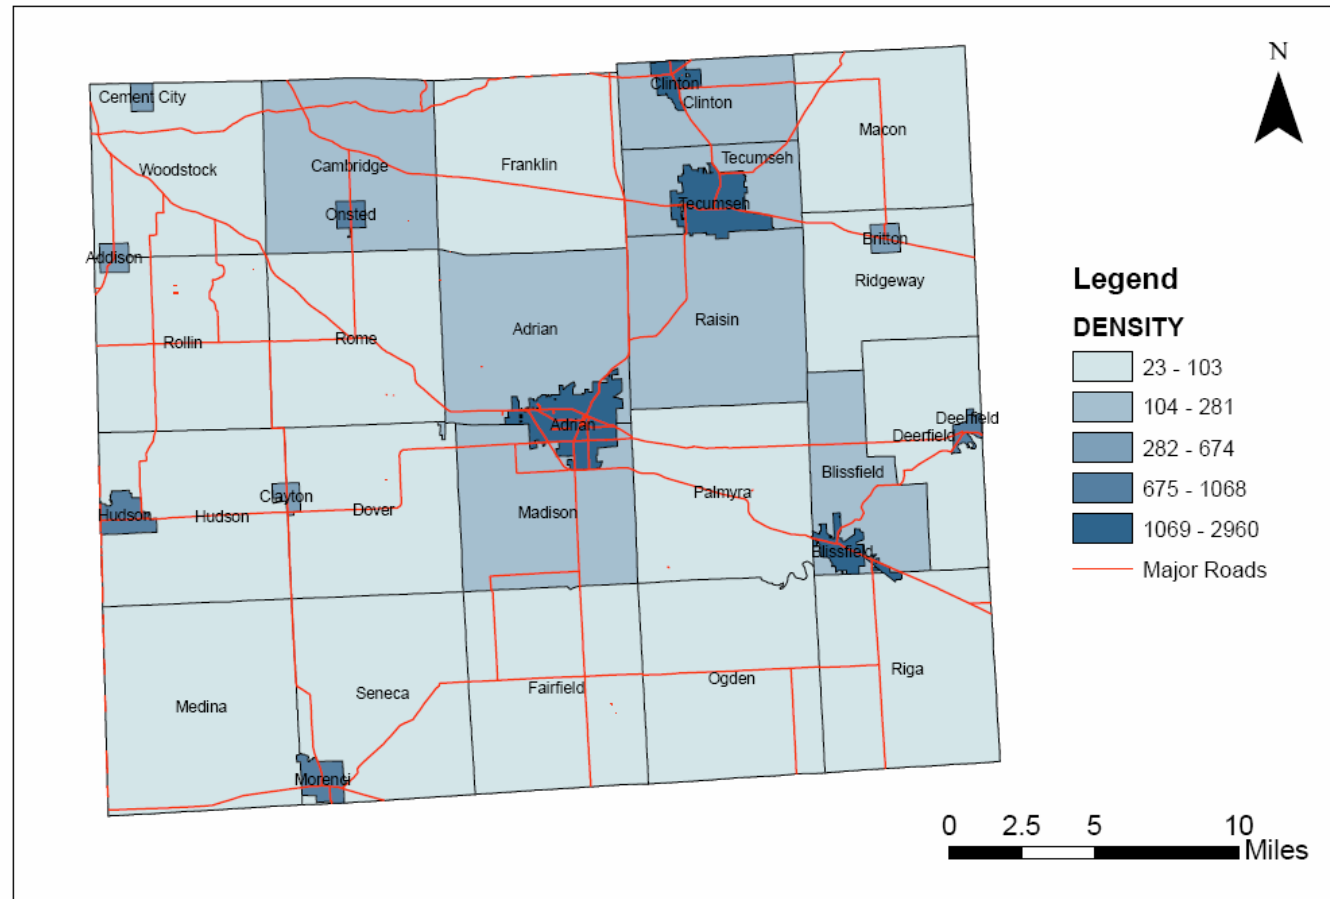 N
Clinton
Cement City
Clinton
Macon
Tecumseh
Franklin
Cambridge
Woodstock
Tecumseh
Onsted
Britton
Addison
Ridgeway
Legend
DENSITY
23 - 103
104 - 281
282 - 674
675 - 1068
1069 - 2960
Major Roads
Raisin
Adrian
Rome
Rollin
Deerfield
Adrian
Deerfield
Blissfield
Palmyra
Clayton
Dover
Madison
Hudson
Hudson
Blissfield
Riga
Ogden
Fairfield
Seneca
Medina
Morenci
0 2.5 5 10
Miles